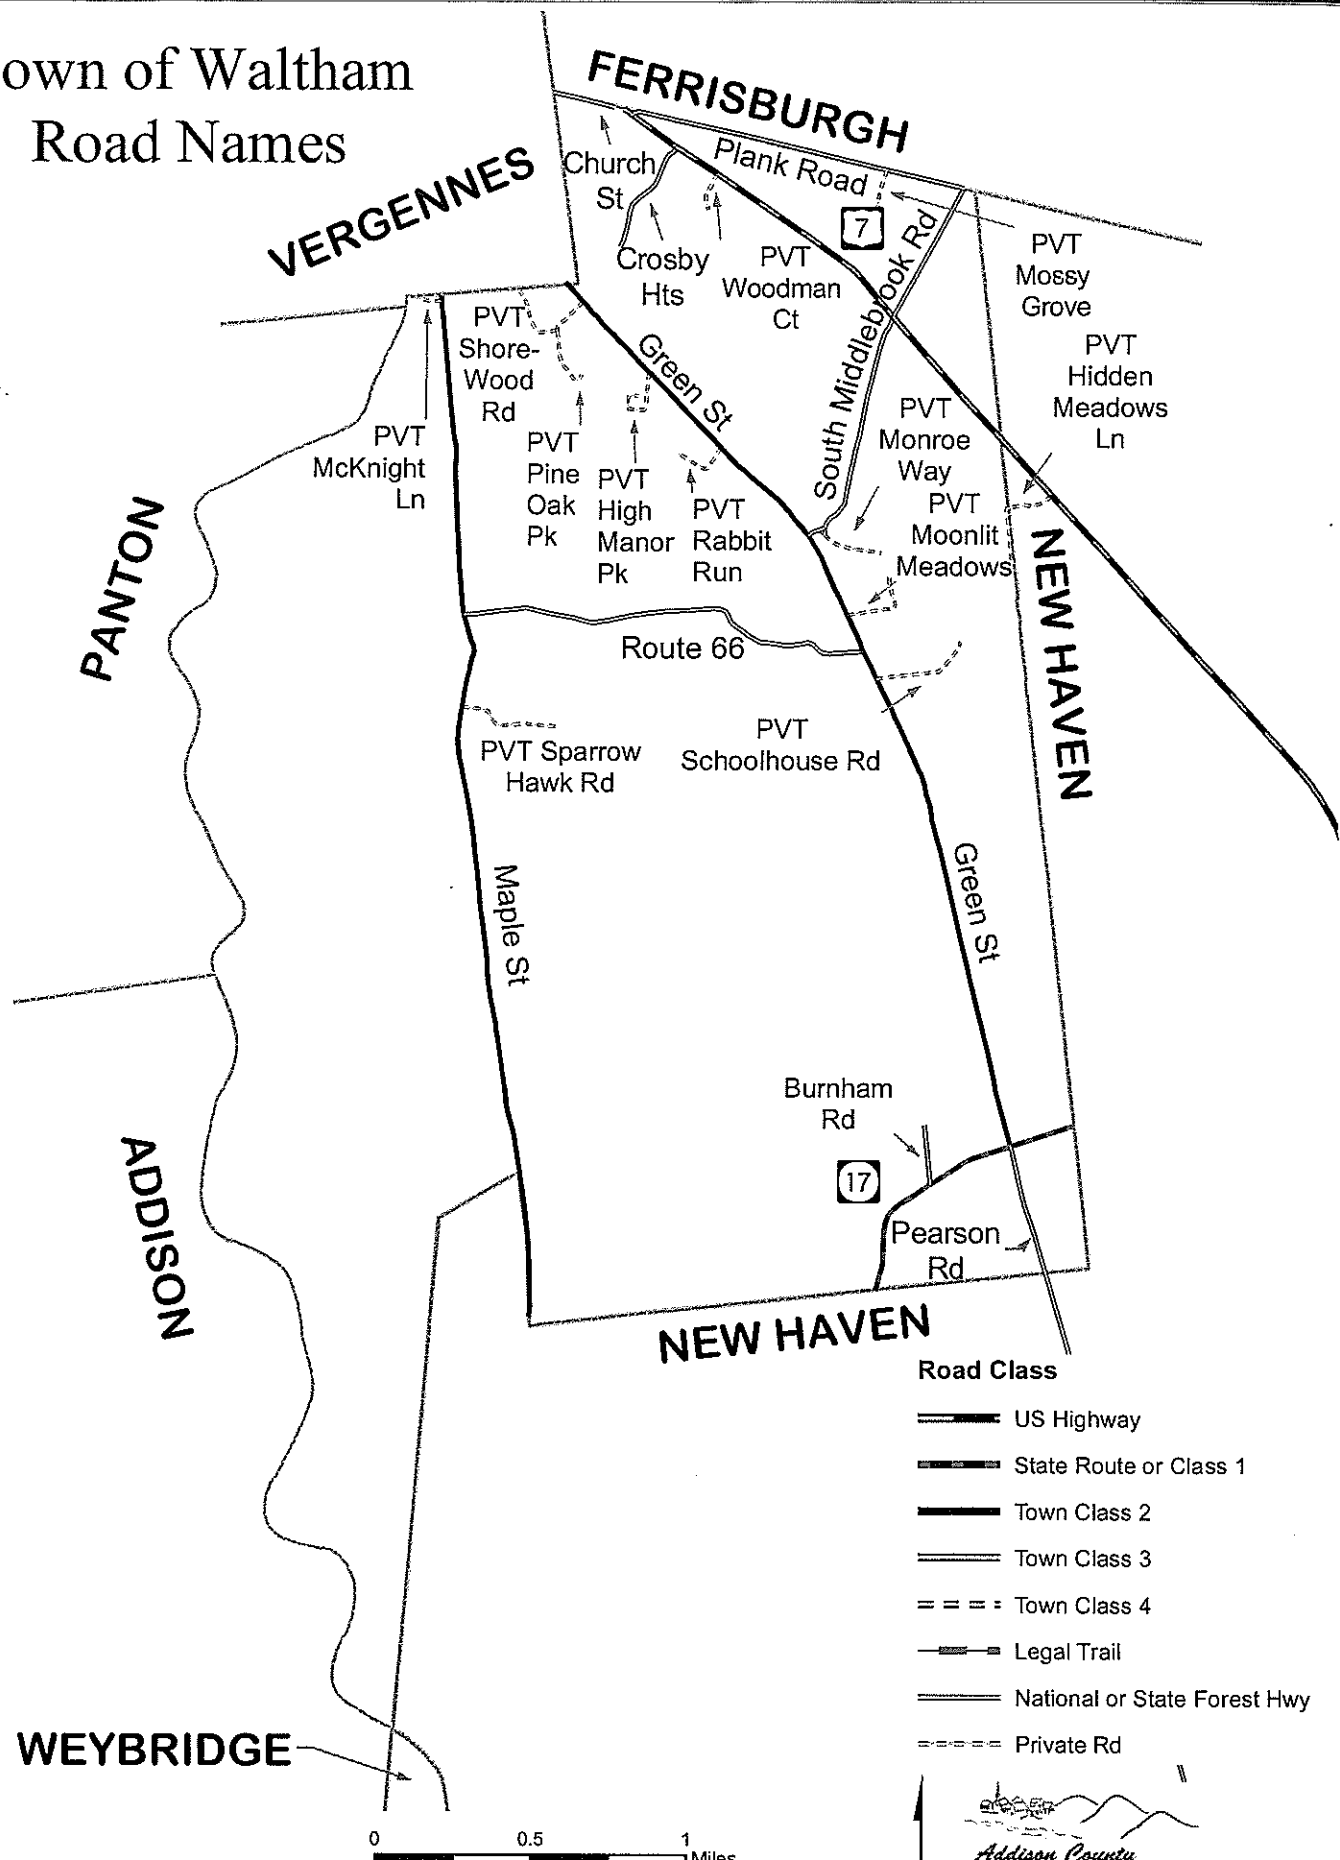 own of Waltham
Road Names
FERRISBURGH
VERGENNES
Church
St
Plank Road
7
Crosby
Hts
PVT
Woodman
Ct
South Middlebrook Rd
PVT
Mossy
Grove
PVT
Hidden
Meadows
Ln
PVT
Shore-
Wood
Rd
Green St
PVT
McKnight
Ln
PVT
Pine
Oak
Pk
PVT
High
Manor
Pk
PVT
Rabbit
Run
PVT
Monroe
Way
PVT
Moonlit
Meadows
PANTON
NEW HAVEN
Route 66
PVT Sparrow
Hawk Rd
PVT
Schoolhouse Rd
Maple St
Green St
ADDISON
Burnham
Rd
17
Pearson
Rd
NEW HAVEN
WEYBRIDGE
Road Class
US Highway
State Route or Class 1
Town Class 2
Town Class 3
Town Class 4
Legal Trail
National or State Forest Hwy
Private Rd
0 0.5 1
Miles
Addison County